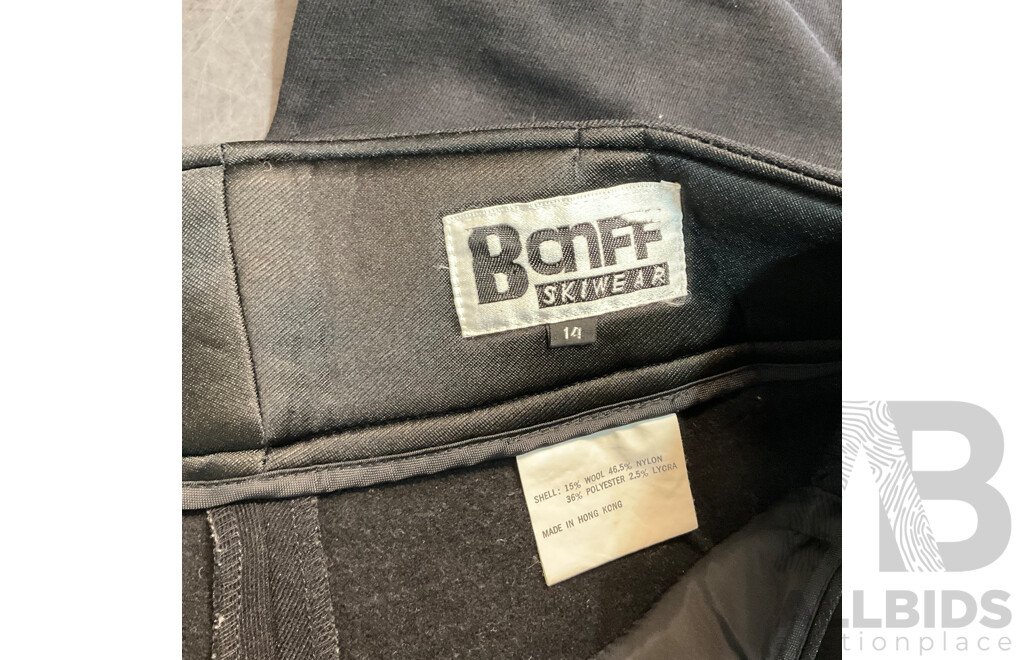 BanFF
SKIWEAR
14
SHELL: 15% WOOL 46.5% NYLON
36% POLYESTER 2.5% LYCRA
MADE IN HONG KONG
AB
ALLBIDS